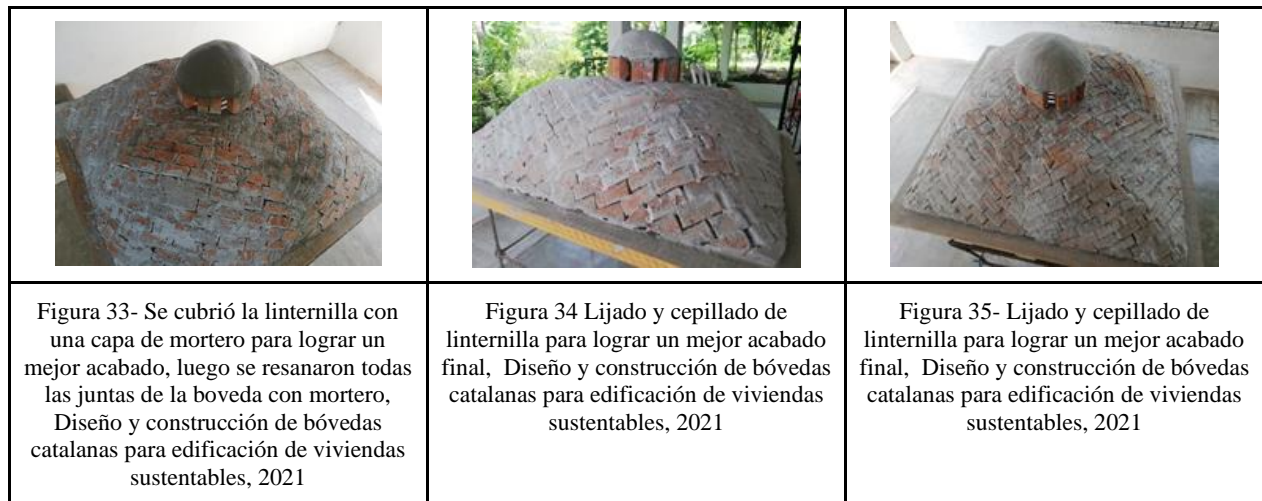 Figura 33- Se cubrió la linternilla con
una capa de mortero para lograr un
mejor acabado, luego se resanaron todas
las juntas de la boveda con mortero,
Diseño y construcción de bóvedas
catalanas para edificación de viviendas
sustentables, 2021
Figura 34 Lijado y cepillado de
linternilla para lograr un mejor acabado
final, Diseño y construcción de bóvedas
catalanas para edificación de viviendas
sustentables, 2021
Figura 35- Lijado y cepillado de
linternilla para lograr un mejor acabado
final, Diseño y construcción de bóvedas
catalanas para edificación de viviendas
sustentables, 2021